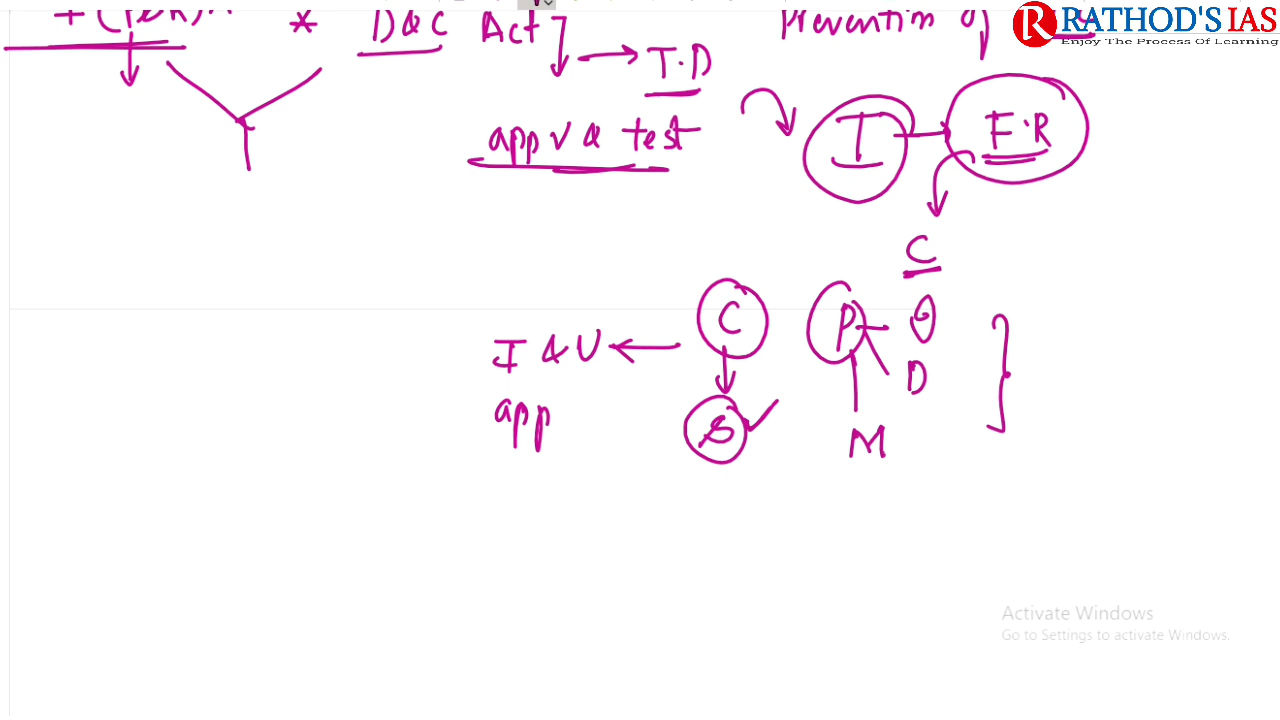 * D&C Act Prevention of
RATHOD'S IAS
Enjoy The Process Of Learning
T.D
app & test
I F.R
C
C P
I & U D
app S M
Activate Windows
Go to Settings to activate Windows.